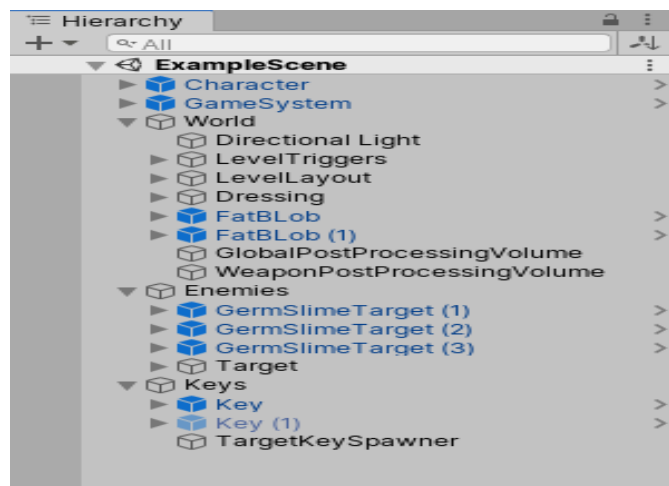 Hierarchy
All
ExampleScene
Character
GameSystem
World
Directional Light
LevelTriggers
LevelLayout
Dressing
FatBLob
FatBLob (1)
GlobalPostProcessingVolume
WeaponPostProcessingVolume
Enemies
GermSlimeTarget (1)
GermSlimeTarget (2)
GermSlimeTarget (3)
Target
Keys
Key
Key (1)
TargetKeySpawner